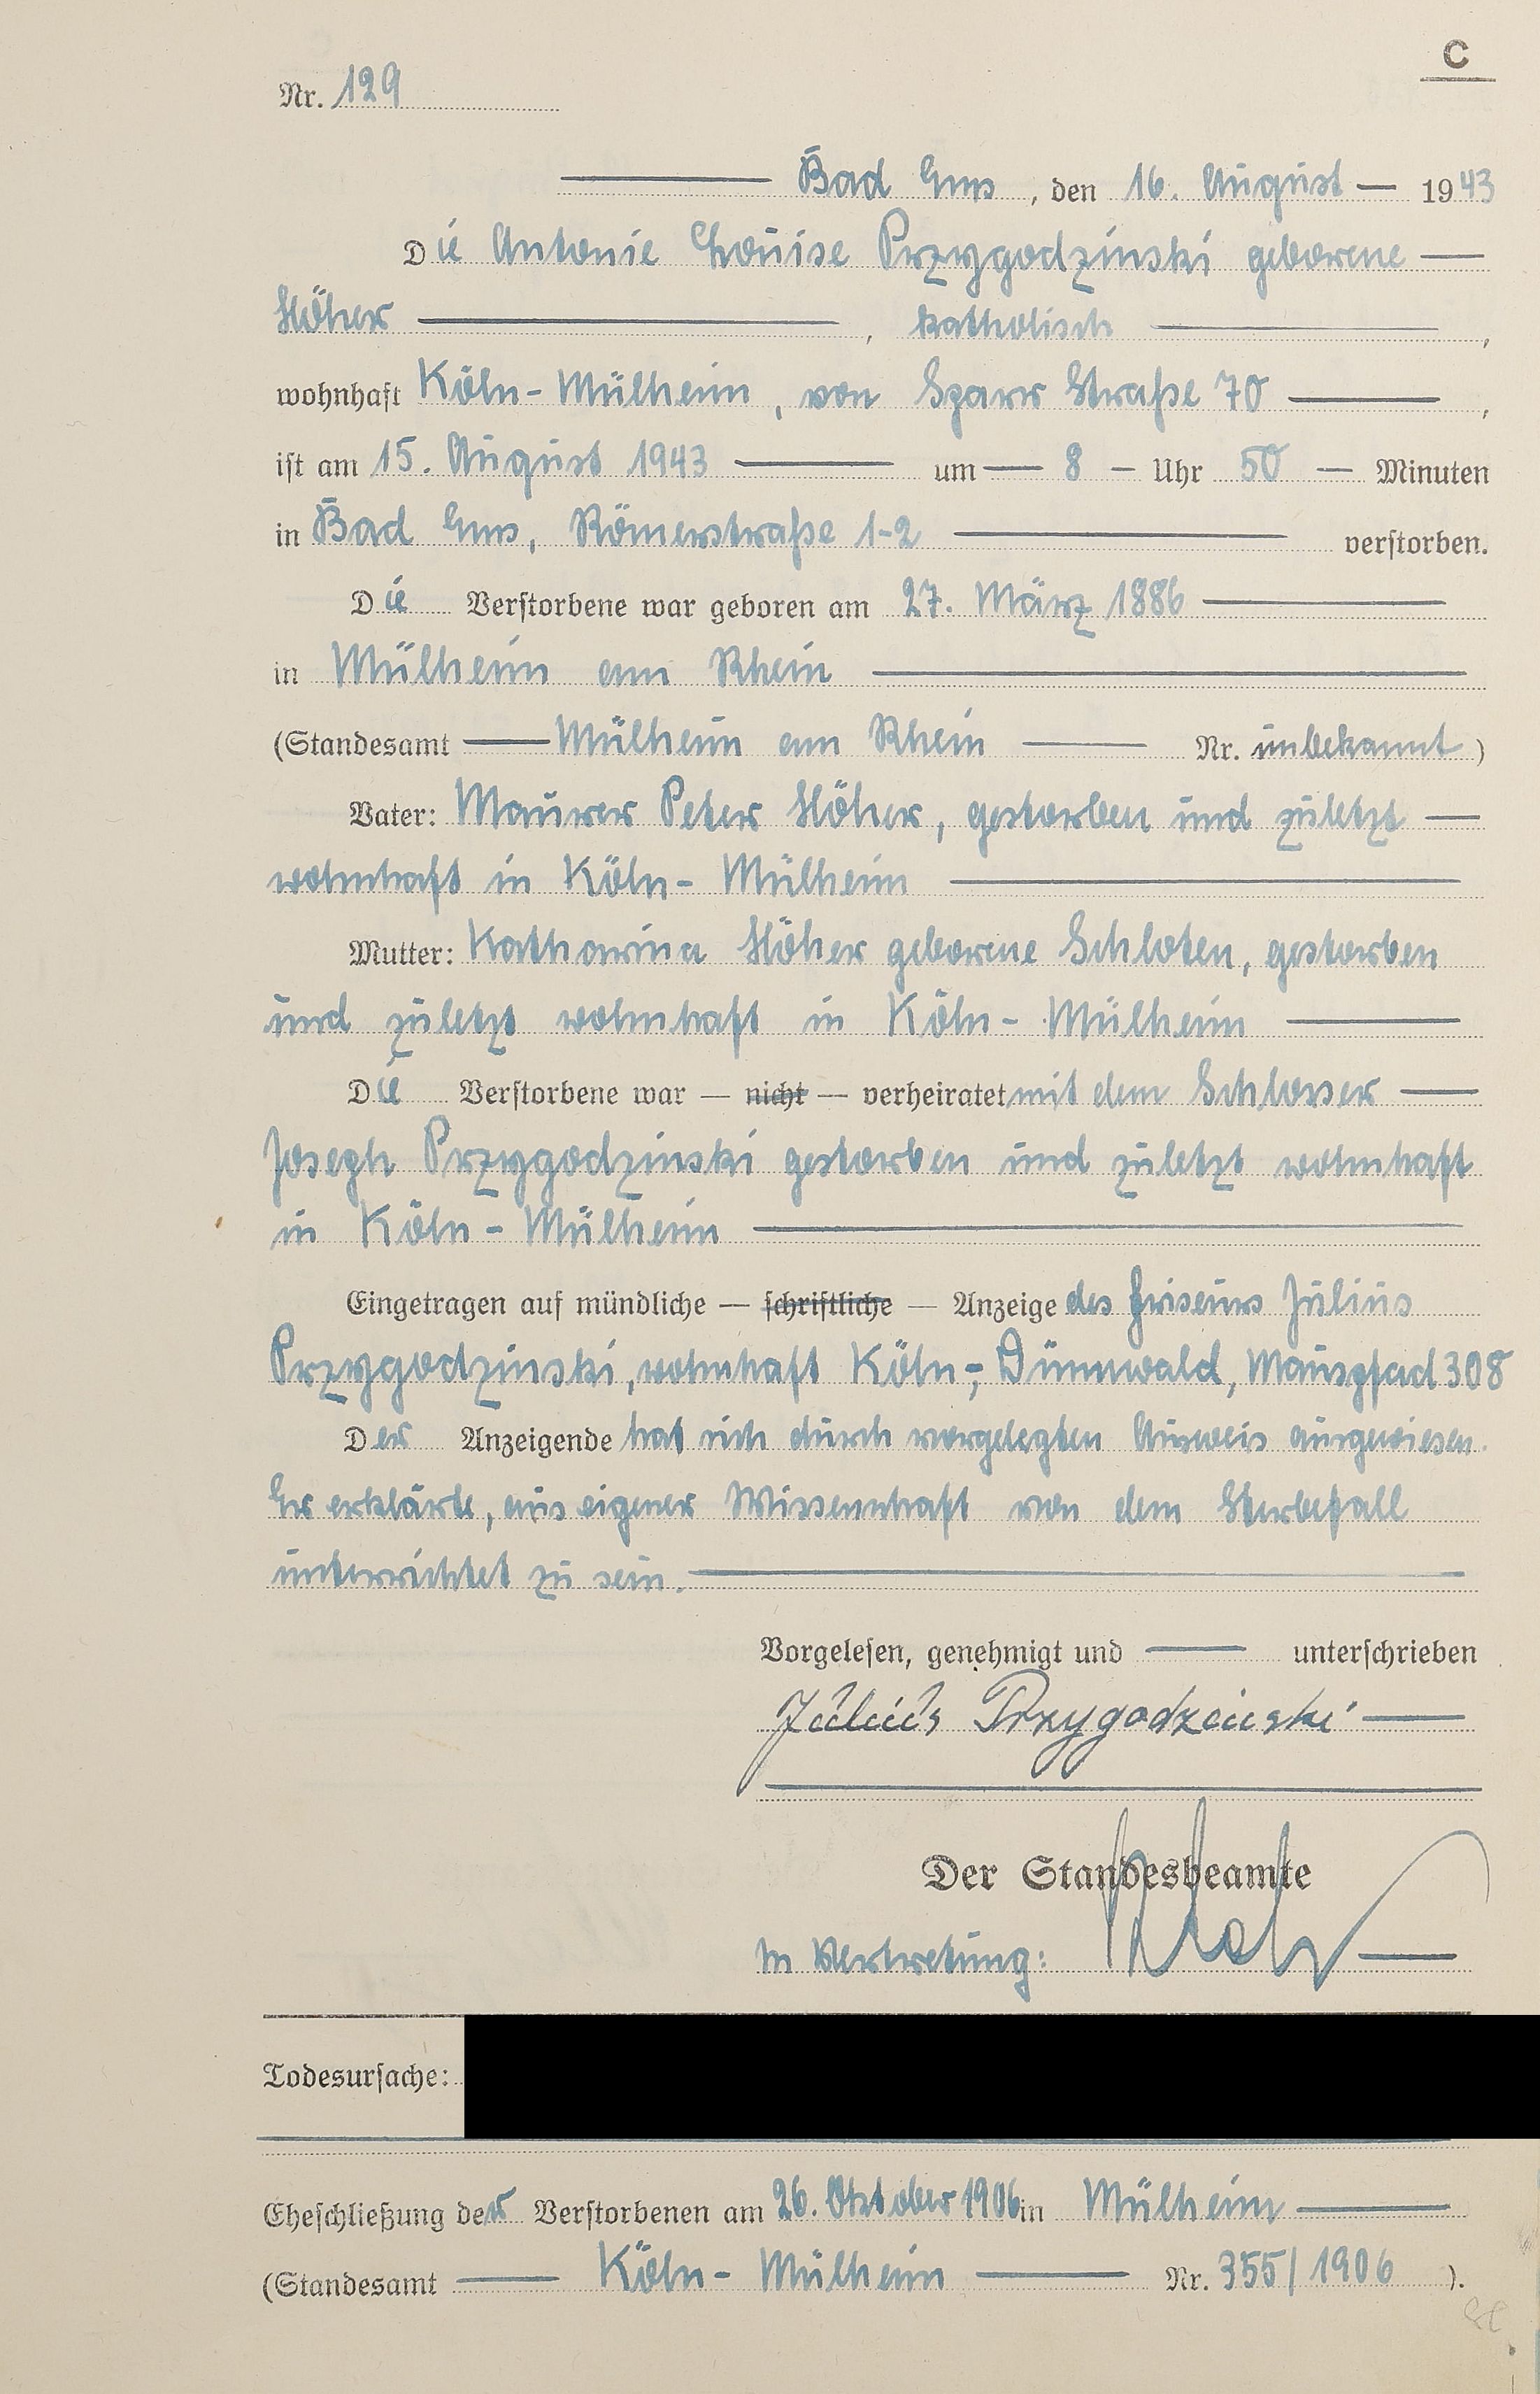 C
Nr. 129
Bad Ems, den 16. August 1943
Die Antonie Louise Przygodzinski geborene
Höher, katholisch,
wohnhaft Köln-Mülheim, von Sparr Straße 70,
ist am 15. August 1943 um 8 Uhr 50 Minuten
in Bad Ems, Römerstraße 1-2 verstorben.
Die Verstorbene war geboren am 27. März 1886
in Mülheim am Rhein
(Standesamt Mülheim am Rhein Nr. unbekannt)
Vater: Maurer Peter Höher, gestorben und zuletzt
wohnhaft in Köln-Mülheim
Mutter: Katharina Höher geborene Schloten, gestorben
und zuletzt wohnhaft in Köln-Mülheim
Die Verstorbene war — nicht — verheiratet mit dem Schlosser
Joseph Przygodzinski gestorben und zuletzt wohnhaft
in Köln-Mülheim
Eingetragen auf mündliche — schriftliche — Anzeige des Friseurs Julius
Przygodzinski, wohnhaft Köln-, Dünnwald, Mauspfad 308
Der Anzeigende hat sich durch vorgelegten Ausweis ausgewiesen.
Er erklärte, aus eigener Wissenschaft von dem Sterbefall
unterrichtet zu sein.
Vorgelesen, genehmigt und — unterschrieben
Julius Przygodzinski
Der Standesbeamte
In Vertretung:
Todesursache:
Eheschließung der Verstorbenen am 26. Oktober 1906 in Mülheim
(Standesamt Köln-Mülheim Nr. 355/1906).